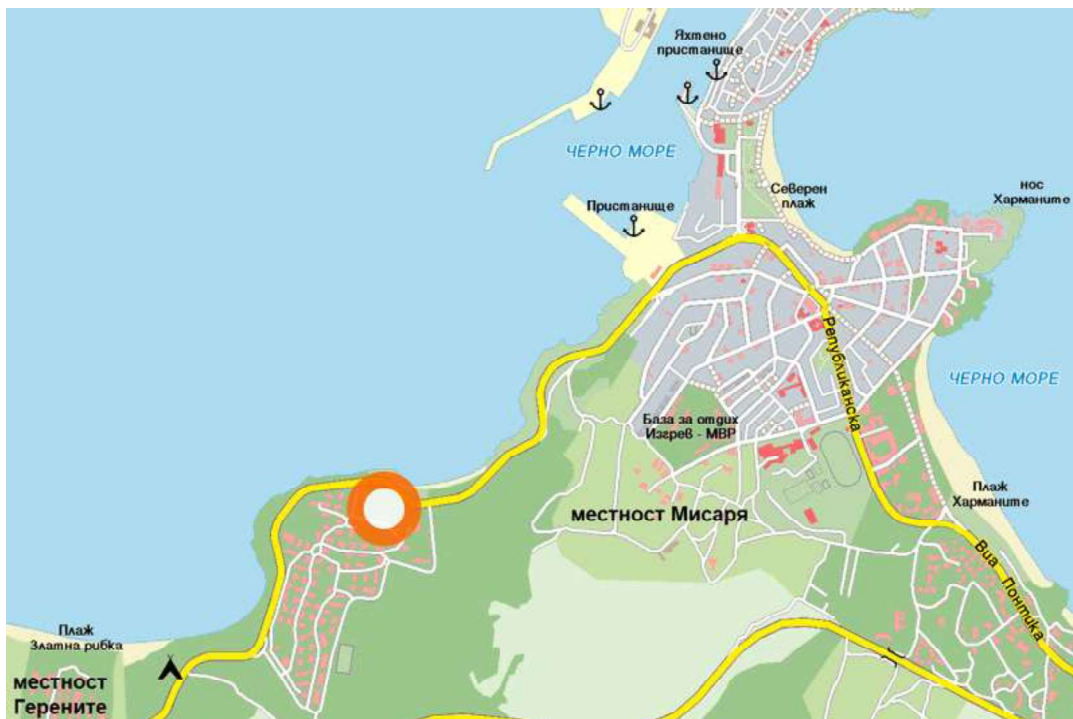 Яхтено
пристанище
ЧЕРНО МОРЕ
Северен
плаж
нос
Харманите
Пристанище
Републиканска
ЧЕРНО МОРЕ
База за отдих
Изгрев - МВР
Плаж
Харманите
местност Мисаря
Виа Понтика
Плаж
Златна рибка
местност
Герените